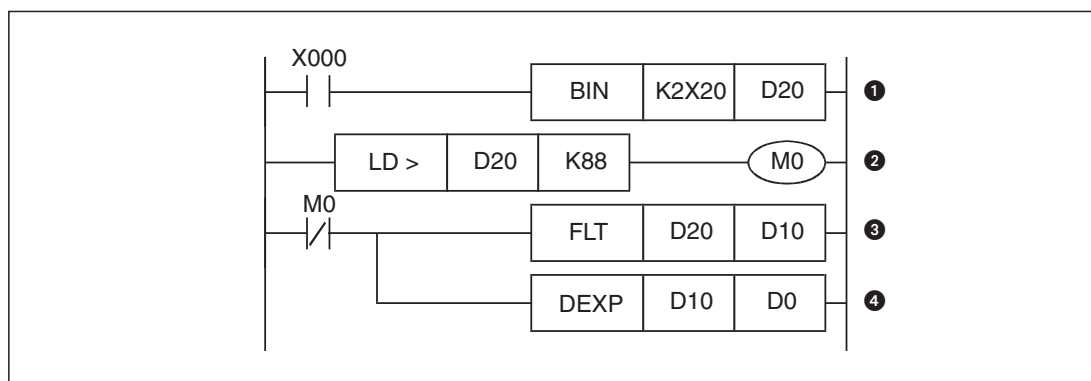 X000
BIN K2X20 D20 ❶
LD > D20 K88 M0 ❷
M0
FLT D20 D10 ❸
DEXP D10 D0 ❹